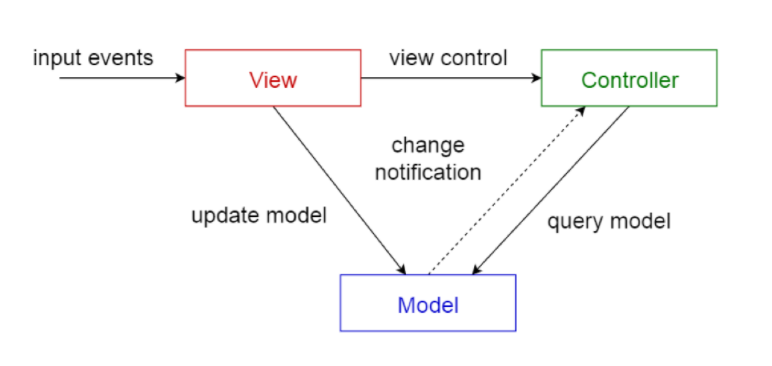 input events
View
view control
Controller
change
notification
update model
query model
Model